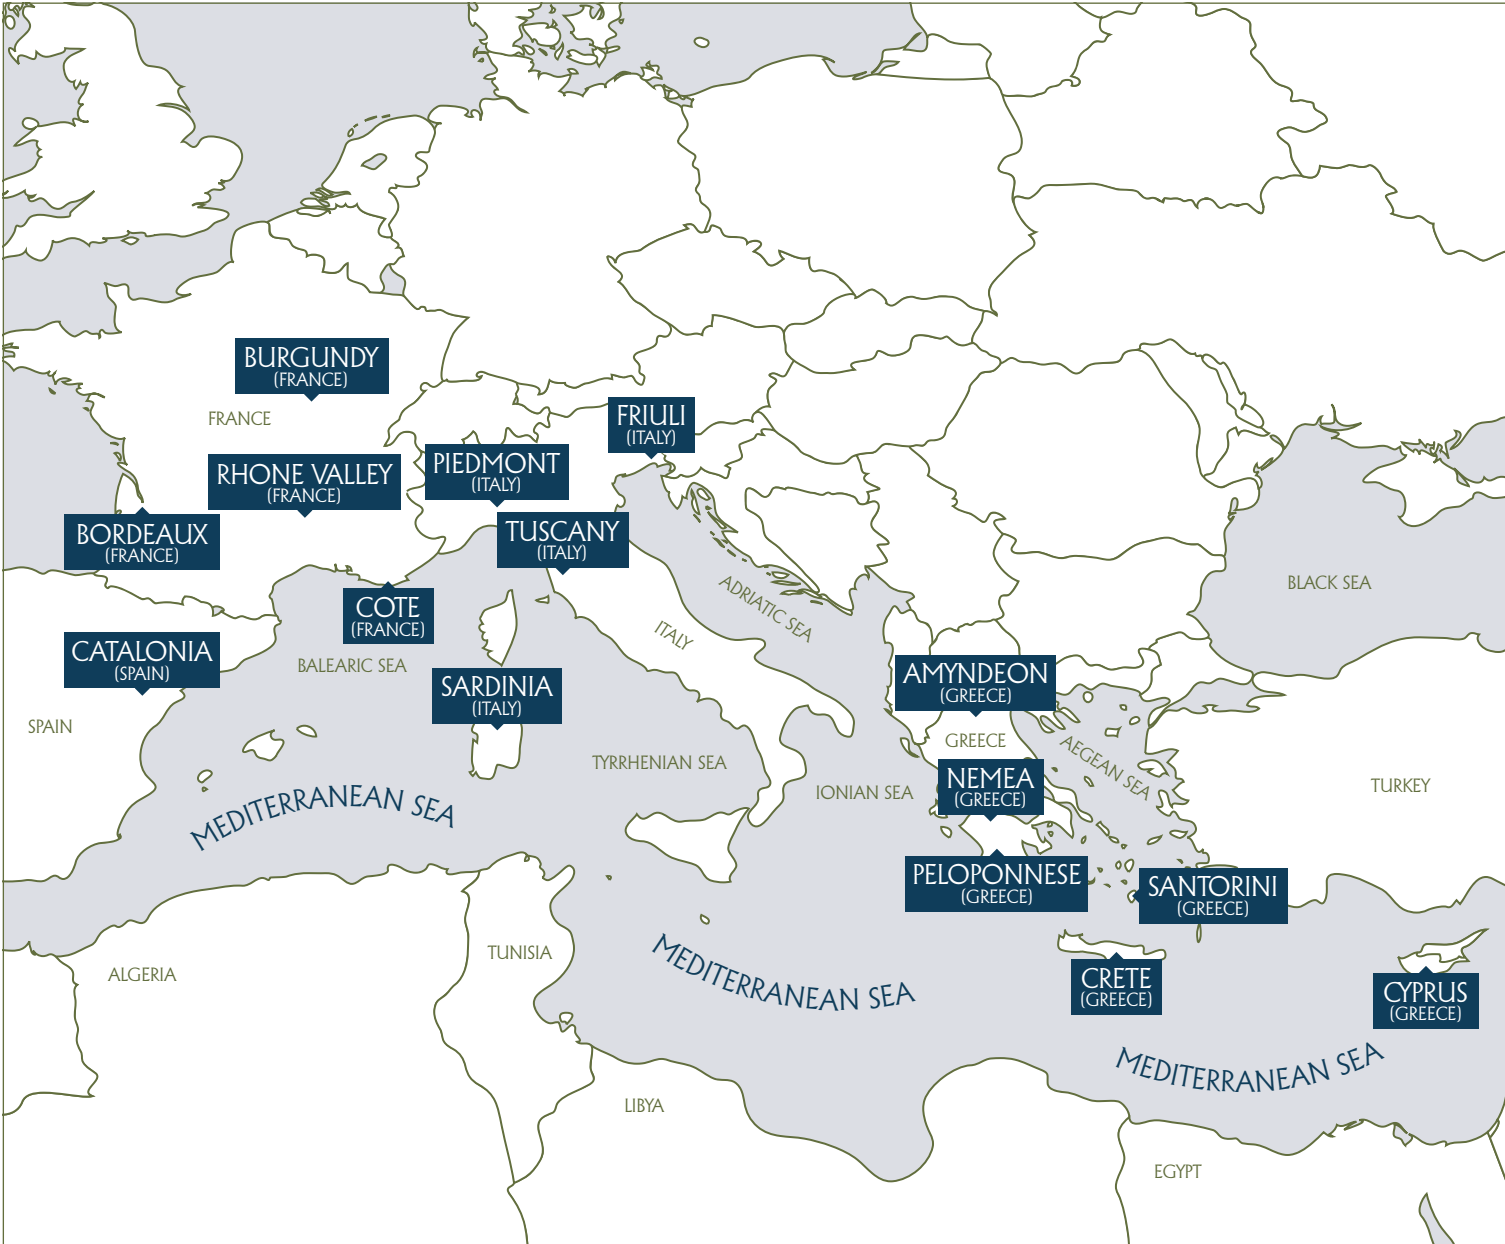 BURGUNDY
(FRANCE)
FRANCE
FRIULI
(ITALY)
PIEDMONT
(ITALY)
RHONE VALLEY
(FRANCE)
BORDEAUX
(FRANCE)
TUSCANY
(ITALY)
COTE
(FRANCE)
ADRIATIC SEA
BLACK SEA
ITALY
CATALONIA
(SPAIN)
BALEARIC SEA
SARDINIA
(ITALY)
AMYNDEON
(GREECE)
SPAIN
GREECE
TYRRHENIAN SEA
AEGEAN SEA
NEMEA
(GREECE)
IONIAN SEA
TURKEY
MEDITERRANEAN SEA
PELOPONNESE
(GREECE)
SANTORINI
(GREECE)
TUNISIA
ALGERIA
MEDITERRANEAN SEA
CRETE
(GREECE)
CYPRUS
(GREECE)
MEDITERRANEAN SEA
LIBYA
EGYPT